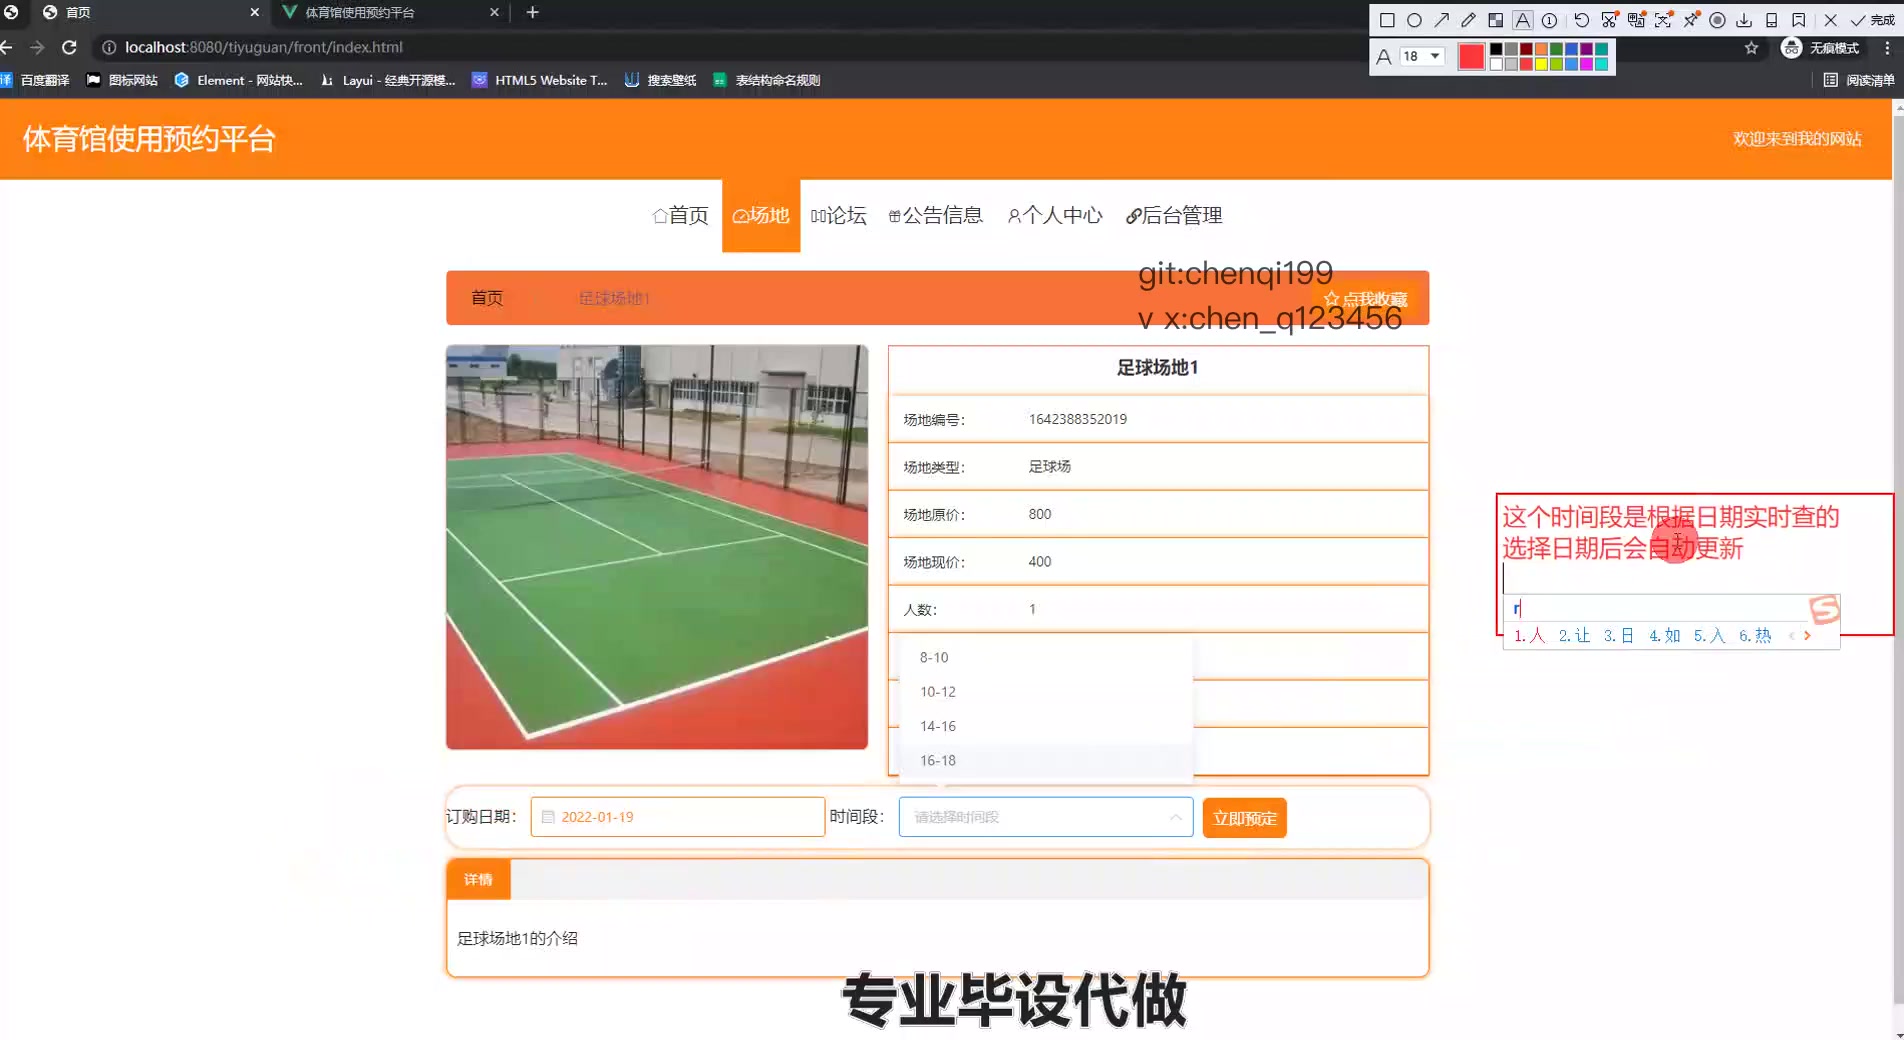 首页
体育馆使用预约平台
完成
localhost:8080/tiyuguan/front/index.html
无痕模式
A 18
译 百度翻译
图标网站
Element - 网站快...
Layui - 经典开源模...
HTML5 Website T...
搜索壁纸
表结构命名规则
阅读清单
体育馆使用预约平台
欢迎来到我的网站
首页
场地
论坛
公告信息
个人中心
后台管理
git:chenqi199
v x:chen_q123456
首页
足球场地1
点我收藏
足球场地1
场地编号: 1642388352019
场地类型: 足球场
场地原价: 800
场地现价: 400
人数: 1
8-10
10-12
14-16
16-18
这个时间段是根据日期实时查的
选择日期后会自动更新
r
1.人 2.让 3.日 4.如 5.入 6.热
订购日期: 2022-01-19 时间段: 请选择时间段 立即预定
详情
足球场地1的介绍
专业毕设代做